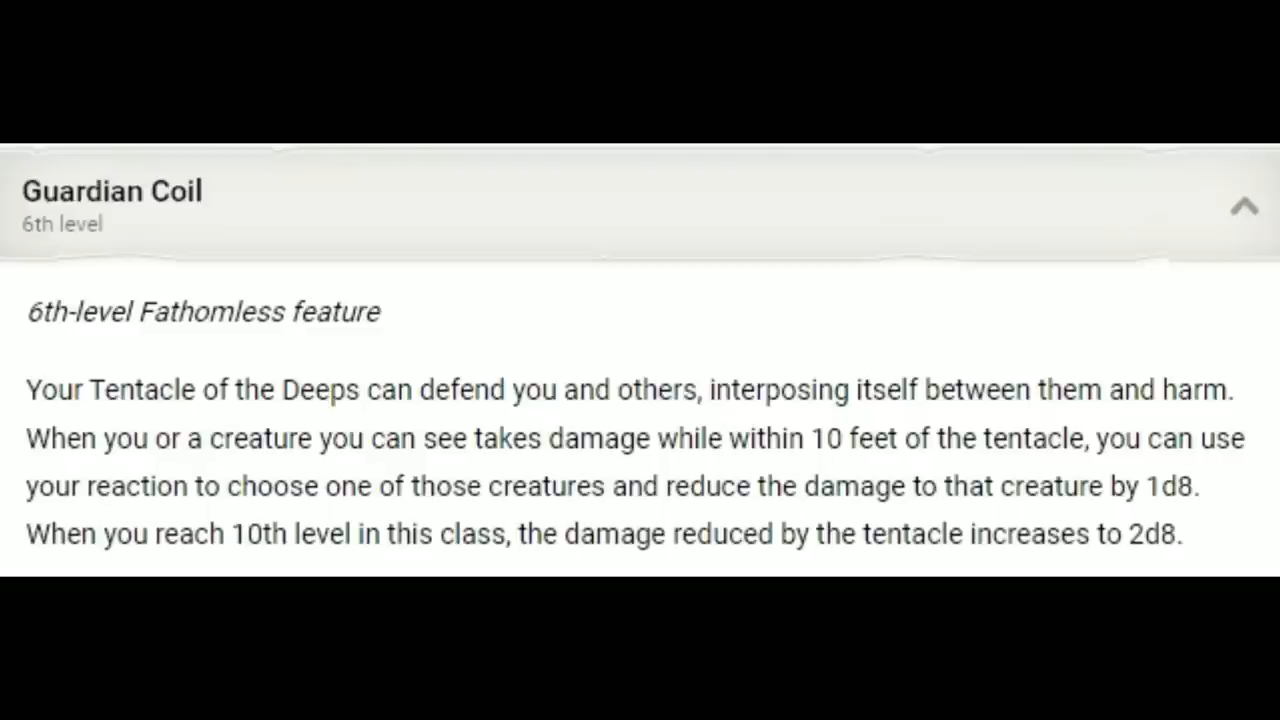 Guardian Coil
6th level
6th-level Fathomless feature
Your Tentacle of the Deeps can defend you and others, interposing itself between them and harm.
When you or a creature you can see takes damage while within 10 feet of the tentacle, you can use
your reaction to choose one of those creatures and reduce the damage to that creature by 1d8.
When you reach 10th level in this class, the damage reduced by the tentacle increases to 2d8.